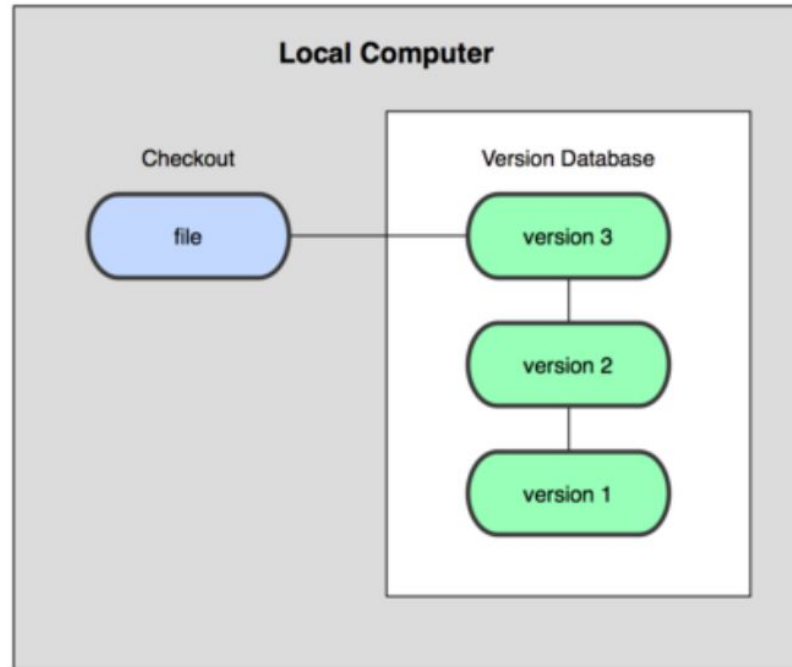 Local Computer
Checkout
Version Database
file
version 3
version 2
version 1